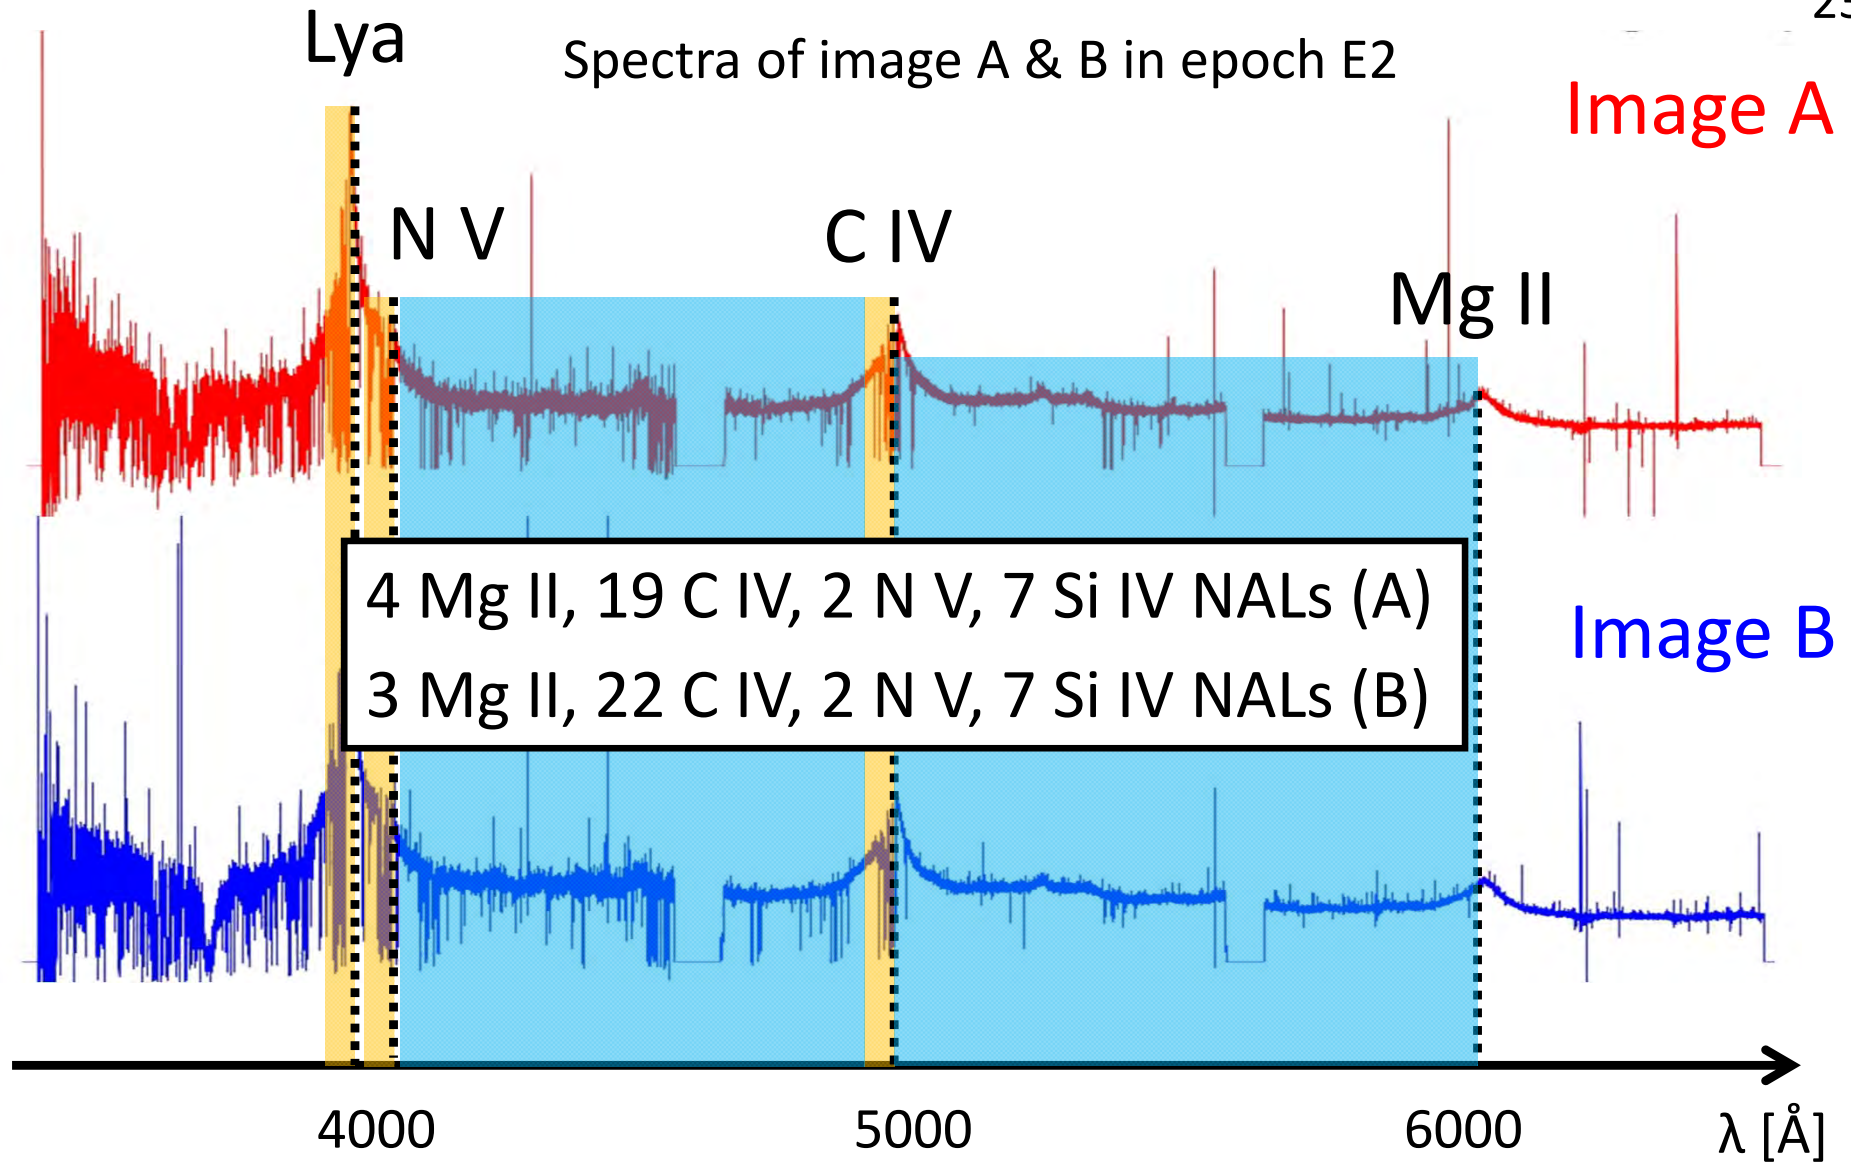 Lya
Spectra of image A & B in epoch E2
Image A
N V
C IV
Mg II
4 Mg II, 19 C IV, 2 N V, 7 Si IV NALs (A)
3 Mg II, 22 C IV, 2 N V, 7 Si IV NALs (B)
Image B
4000
5000
6000
λ [Å]